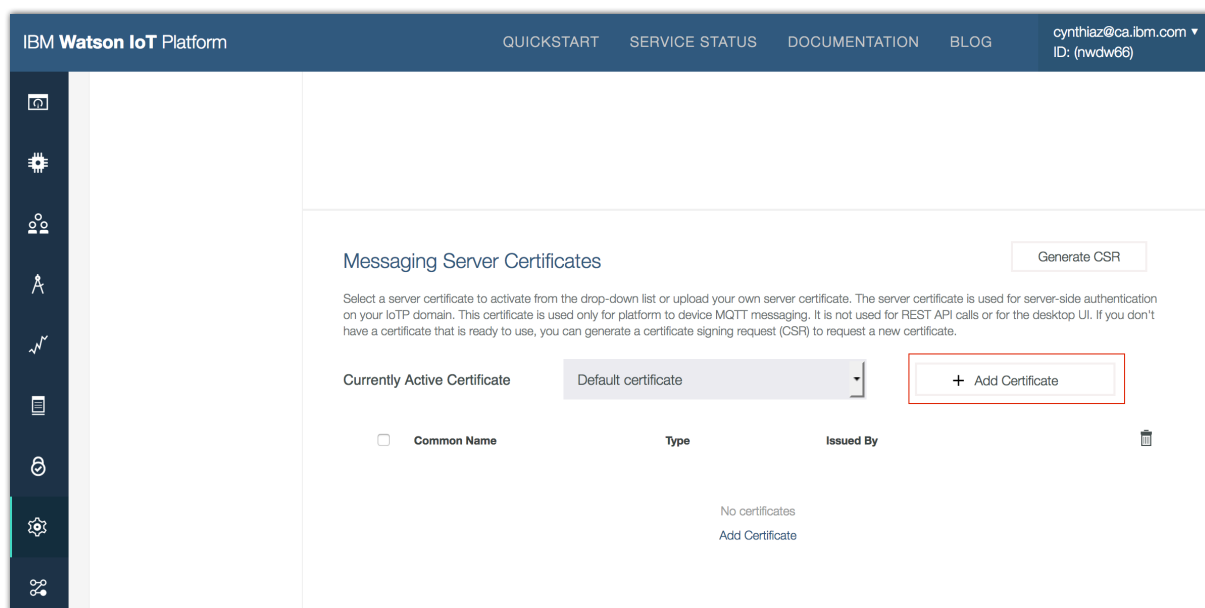 IBM Watson IoT Platform
QUICKSTART SERVICE STATUS DOCUMENTATION BLOG
cynthiaz@ca.ibm.com ▾
ID: (nwdw66)
Messaging Server Certificates
Generate CSR
Select a server certificate to activate from the drop-down list or upload your own server certificate. The server certificate is used for server-side authentication
on your IoTP domain. This certificate is used only for platform to device MQTT messaging. It is not used for REST API calls or for the desktop UI. If you don't
have a certificate that is ready to use, you can generate a certificate signing request (CSR) to request a new certificate.
Currently Active Certificate
Default certificate
+ Add Certificate
Common Name Type Issued By
No certificates
Add Certificate